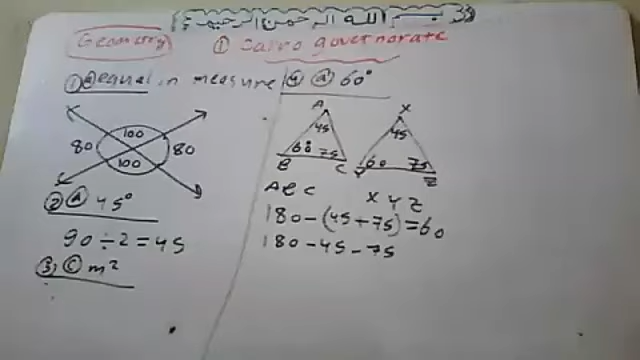 بسم الله الرحمن الرحيم
Geometry
① Cairo governorate
① ⓐ equal in measure
100
80
80
100
② ⓐ 45°
90 ÷ 2 = 45
③ ⓒ m²
④ ⓓ 60°
A
45
60 75
B C
X
45
60 75
Y Z
ABC XYZ
180 - (45 + 75) = 60
180 - 45 - 75